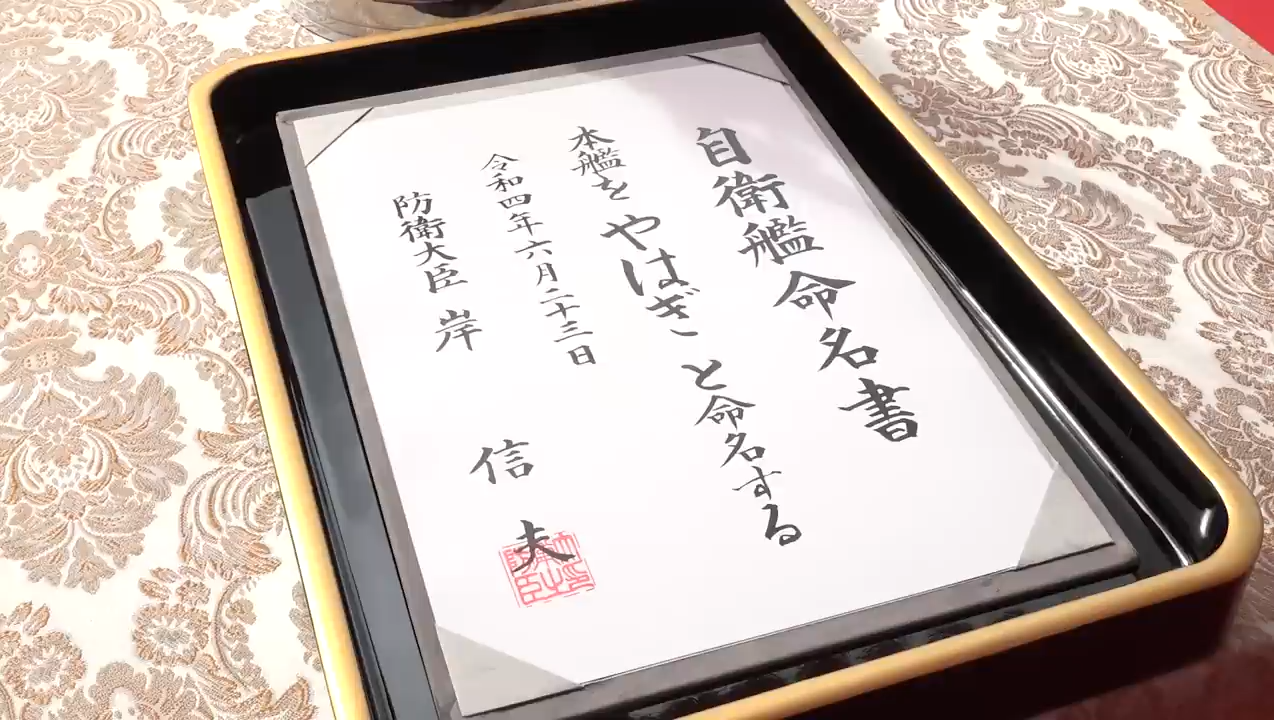 自衛艦命名書
本艦を やはぎ と命名する
令和四年六月二十三日
防衛大臣 岸 信 夫